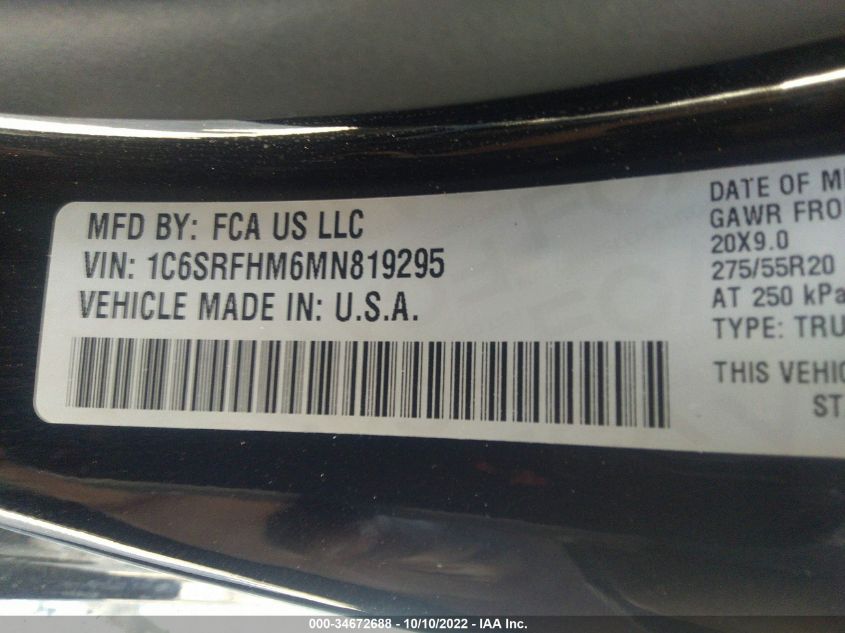 MFD BY: FCA US LLC
VIN: 1C6SRFHM6MN819295
VEHICLE MADE IN: U.S.A.
DATE OF M
GAWR FRO
20X9.0
275/55R20
AT 250 kPa
TYPE: TRU
THIS VEHIC
ST
000-34672688 - 10/10/2022 - IAA Inc.